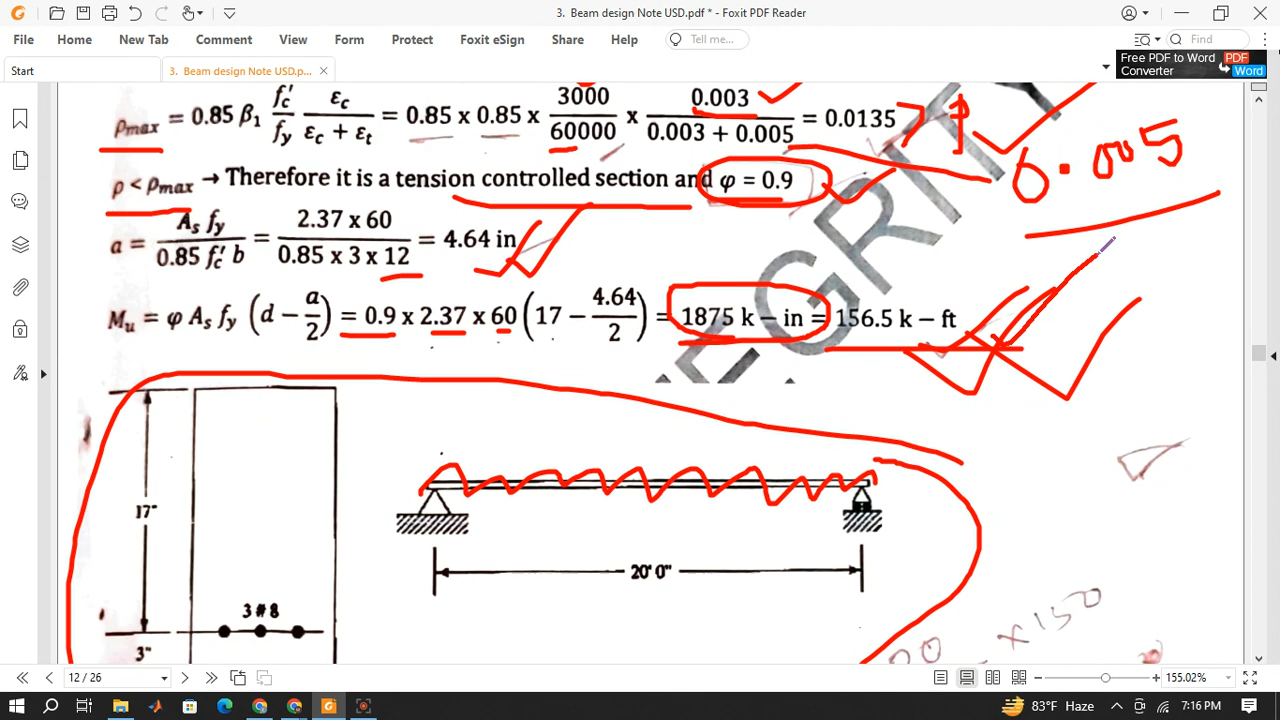 3. Beam design Note USD.pdf * - Foxit PDF Reader
File Home New Tab Comment View Form Protect Foxit eSign Share Help Tell me... Find
Start 3. Beam design Note USD.p...
Free PDF to Word Converter PDF Word
ρmax = 0.85 β1 f'c/fy εc/(εc + εt) = 0.85 x 0.85 x 3000/60000 x 0.003/(0.003 + 0.005) = 0.0135
0.005
ρ < ρmax → Therefore it is a tension controlled section and φ = 0.9
a = As fy/(0.85 f'c b) = (2.37 x 60)/(0.85 x 3 x 12) = 4.64 in
EGRITY
Mu = φ As fy (d − a/2) = 0.9 x 2.37 x 60 (17 − 4.64/2) = 1875 k − in = 156.5 k − ft
17"
20' 0"
3 # 8
3"
x 150
12 / 26
155.02%
83°F Haze
7:16 PM